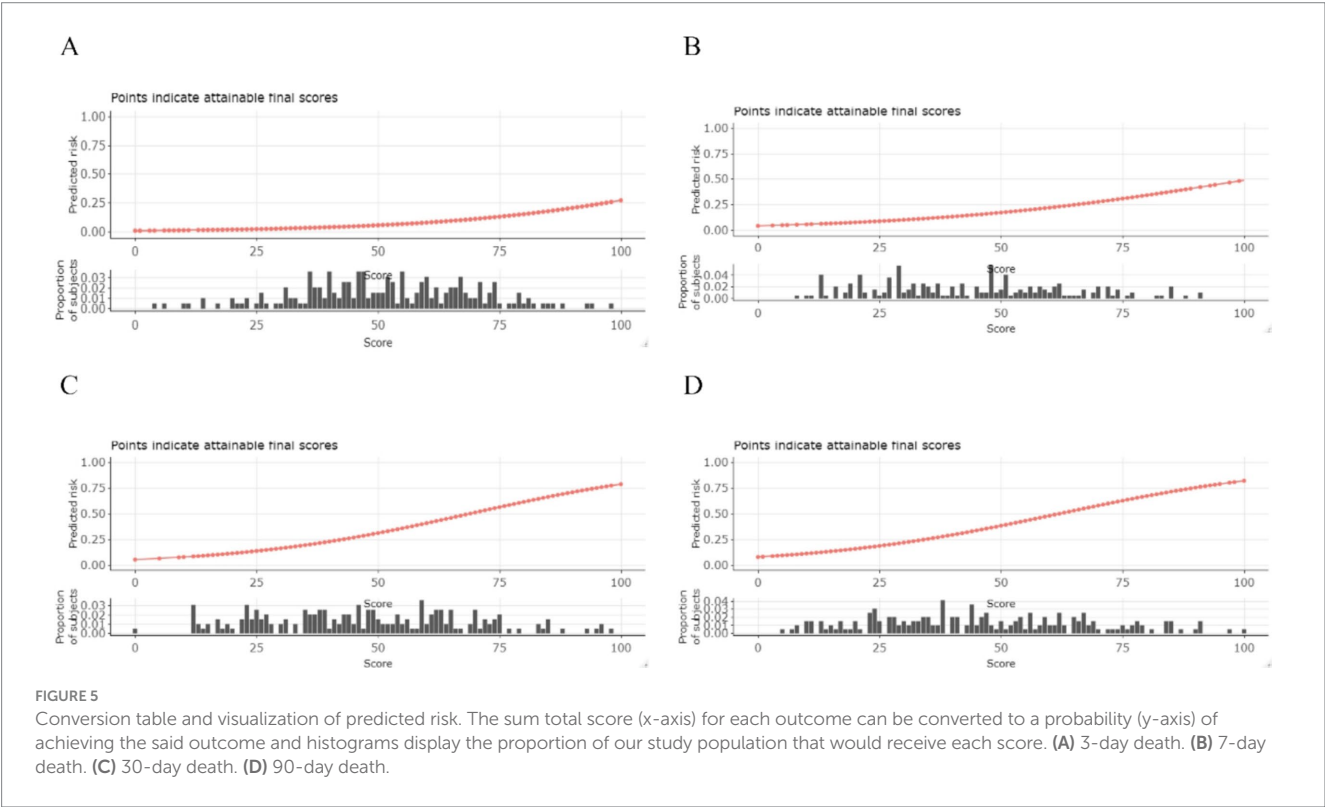 A
Points indicate attainable final scores
Predicted risk
1.00
0.75
0.50
0.25
0.00
0 25 50 75 100
Score
Proportion
of subjects
0.03
0.02
0.01
0.00
0 25 50 75 100
Score
B
Points indicate attainable final scores
Predicted risk
1.00
0.75
0.50
0.25
0.00
0 25 50 75 100
Score
Proportion
of subjects
0.04
0.02
0.00
0 25 50 75 100
Score
C
Points indicate attainable final scores
Predicted risk
1.00
0.75
0.50
0.25
0.00
0 25 50 75 100
Score
Proportion
of subjects
0.03
0.02
0.01
0.00
0 25 50 75 100
Score
D
Points indicate attainable final scores
Predicted risk
1.00
0.75
0.50
0.25
0.00
0 25 50 75 100
Score
Proportion
of subjects
0.04
0.03
0.02
0.01
0.00
0 25 50 75 100
Score
FIGURE 5
Conversion table and visualization of predicted risk. The sum total score (x-axis) for each outcome can be converted to a probability (y-axis) of
achieving the said outcome and histograms display the proportion of our study population that would receive each score. (A) 3-day death. (B) 7-day
death. (C) 30-day death. (D) 90-day death.